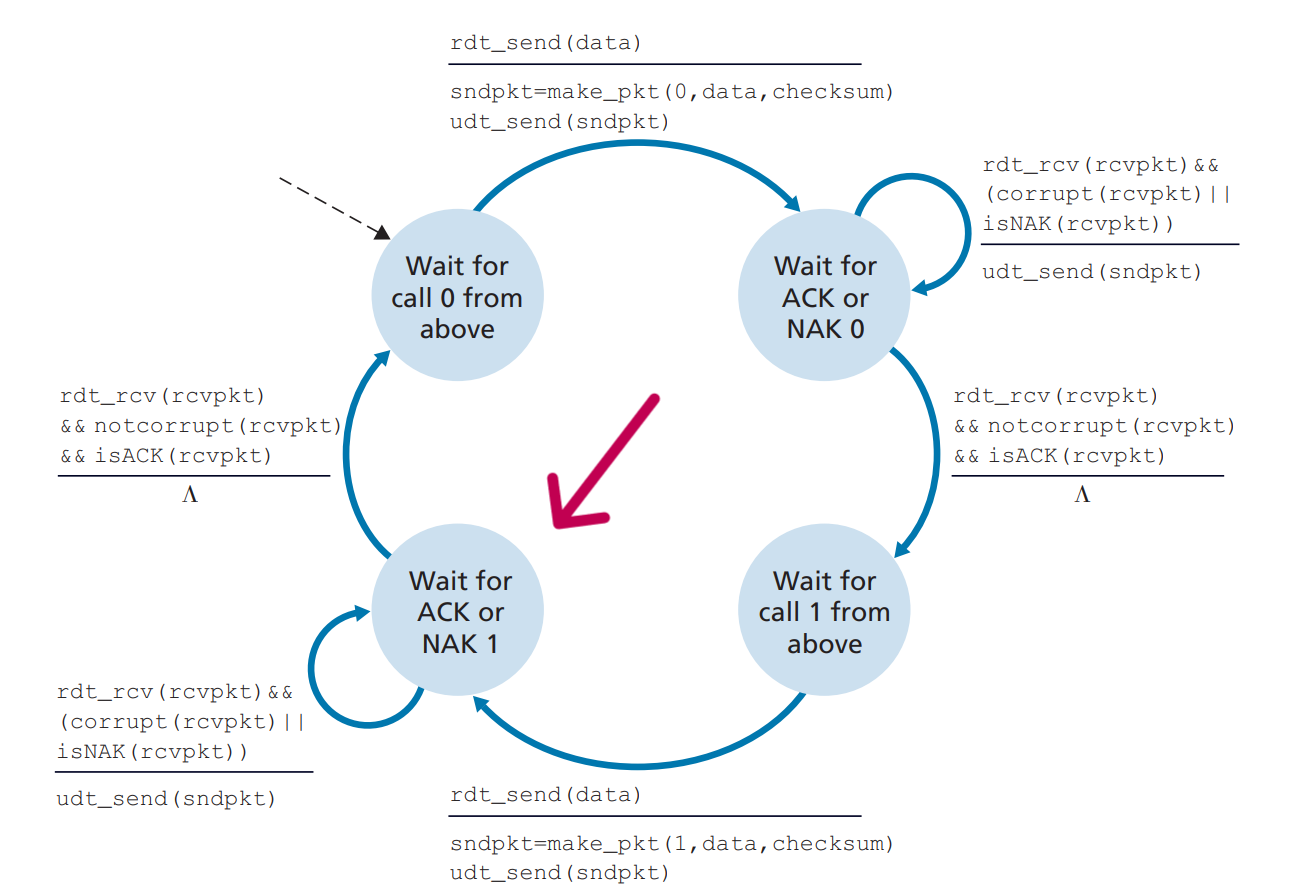 rdt_send(data)
sndpkt=make_pkt(0,data,checksum)
udt_send(sndpkt)
rdt_rcv(rcvpkt)&&
(corrupt(rcvpkt)||
isNAK(rcvpkt))
udt_send(sndpkt)
Wait for
call 0 from
above
Wait for
ACK or
NAK 0
rdt_rcv(rcvpkt)
&& notcorrupt(rcvpkt)
&& isACK(rcvpkt)
Λ
rdt_rcv(rcvpkt)
&& notcorrupt(rcvpkt)
&& isACK(rcvpkt)
Λ
Wait for
ACK or
NAK 1
Wait for
call 1 from
above
rdt_rcv(rcvpkt)&&
(corrupt(rcvpkt)||
isNAK(rcvpkt))
udt_send(sndpkt)
rdt_send(data)
sndpkt=make_pkt(1,data,checksum)
udt_send(sndpkt)